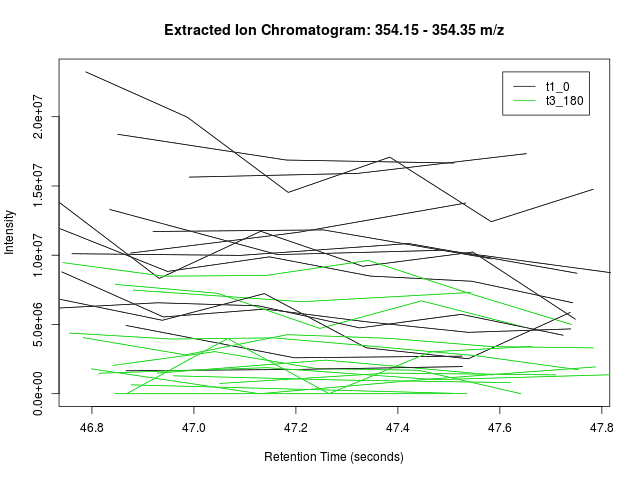 Extracted Ion Chromatogram: 354.15 - 354.35 m/z
t1_0
t3_180
Intensity
2.0e+07
1.5e+07
1.0e+07
5.0e+06
0.0e+00
46.8 47.0 47.2 47.4 47.6 47.8
Retention Time (seconds)